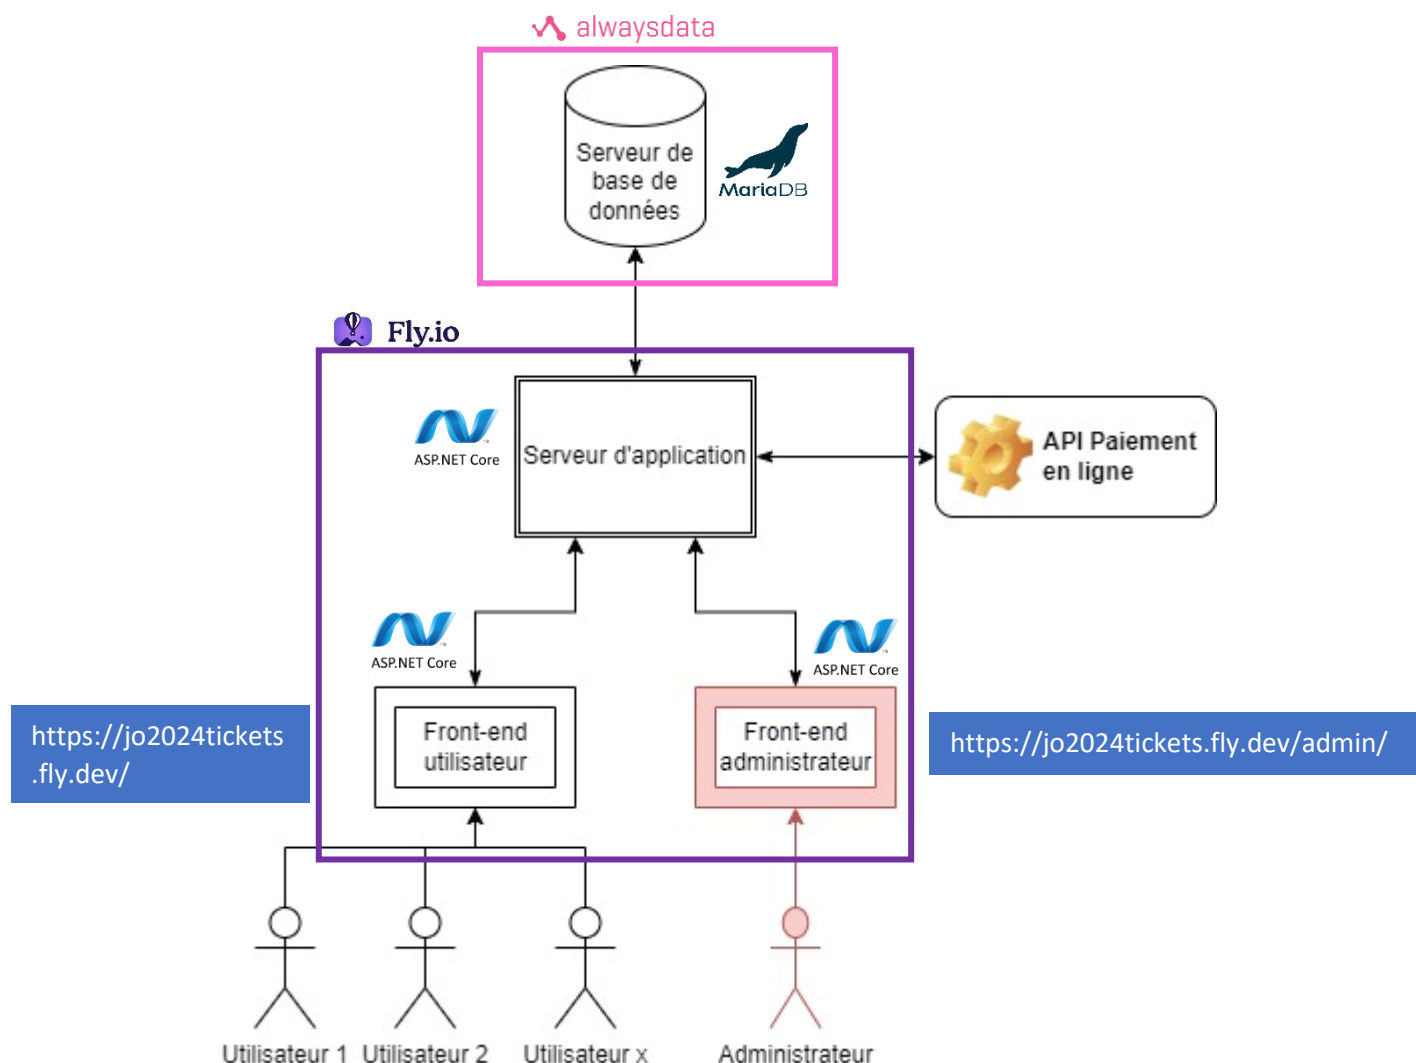 alwaysdata
Serveur de
base de
données
MariaDB
Fly.io
ASP.NET Core
Serveur d'application
API Paiement
en ligne
ASP.NET Core
ASP.NET Core
https://jo2024tickets
.fly.dev/
Front-end
utilisateur
Front-end
administrateur
https://jo2024tickets.fly.dev/admin/
Utilisateur 1
Utilisateur 2
Utilisateur x
Administrateur